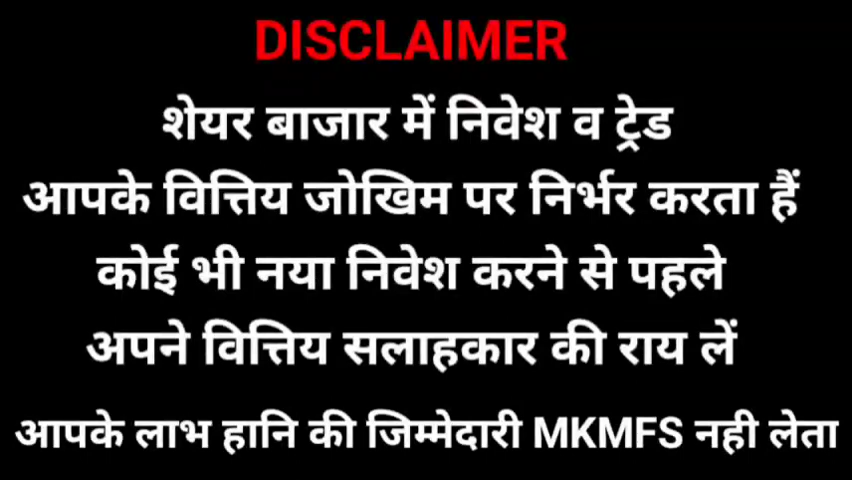 DISCLAIMER
शेयर बाजार में निवेश व ट्रेड
आपके वित्तिय जोखिम पर निर्भर करता हैं
कोई भी नया निवेश करने से पहले
अपने वित्तिय सलाहकार की राय लें
आपके लाभ हानि की जिम्मेदारी MKMFS नही लेता